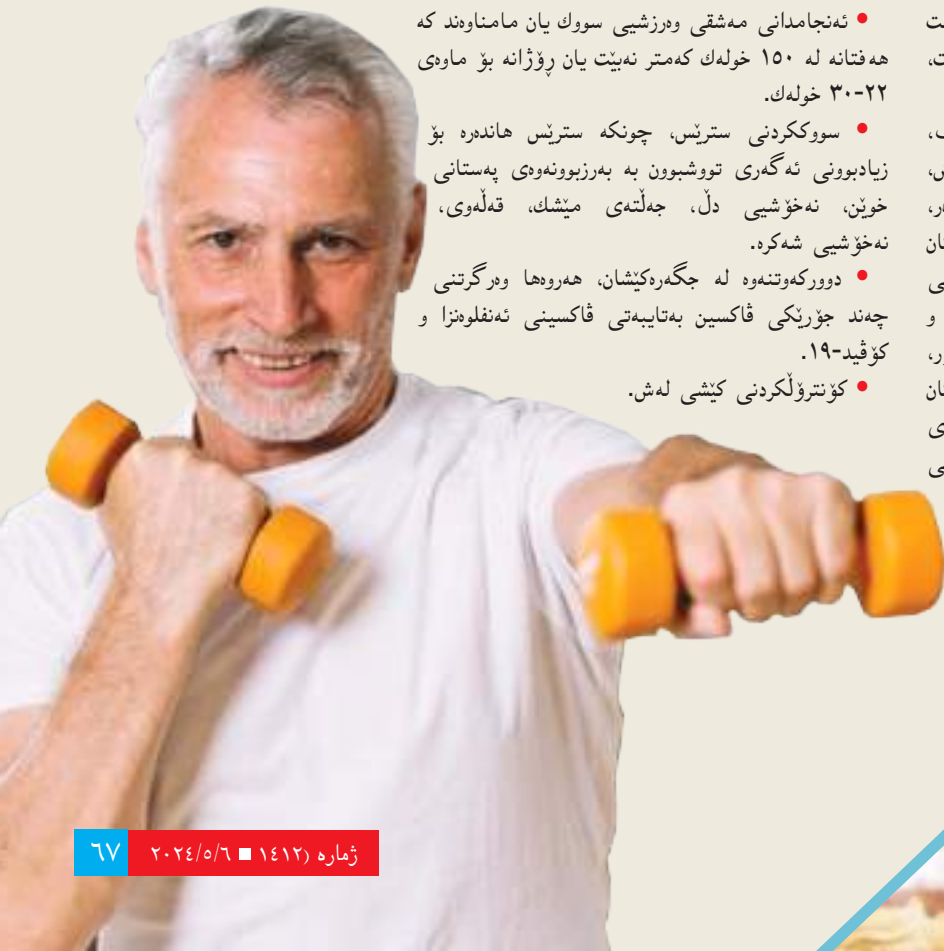 • ئەنجامدانی مەشقی وەرزشیی سووك یان مامناوەند كە
هەفتانە لە ١٥٠ خولەك كەمتر نەبێت یان ڕۆژانە بۆ ماوەی
٢٢-٣٠ خولەك.
• سووككردنی سترێس، چونكە سترێس هاندەرە بۆ
زیادبوونی ئەگەری تووشبوون بە بەرزبوونەوەی پەستانی
خوێن، نەخۆشیی دڵ، جەڵتەی مێشك، قەڵەوی،
نەخۆشیی شەكرە.
• دووركەوتنەوە لە جگەرەكێشان، هەروەها وەرگرتنی
چەند جۆرێكی ڤاكسین بەتایبەتی ڤاكسینی ئەنفلوەنزا و
كۆڤید-١٩.
• كۆنترۆڵكردنی كێشی لەش.
ژمارە (١٤١٢ ■ ٢٠٢٤/٥/٦ ٦٧